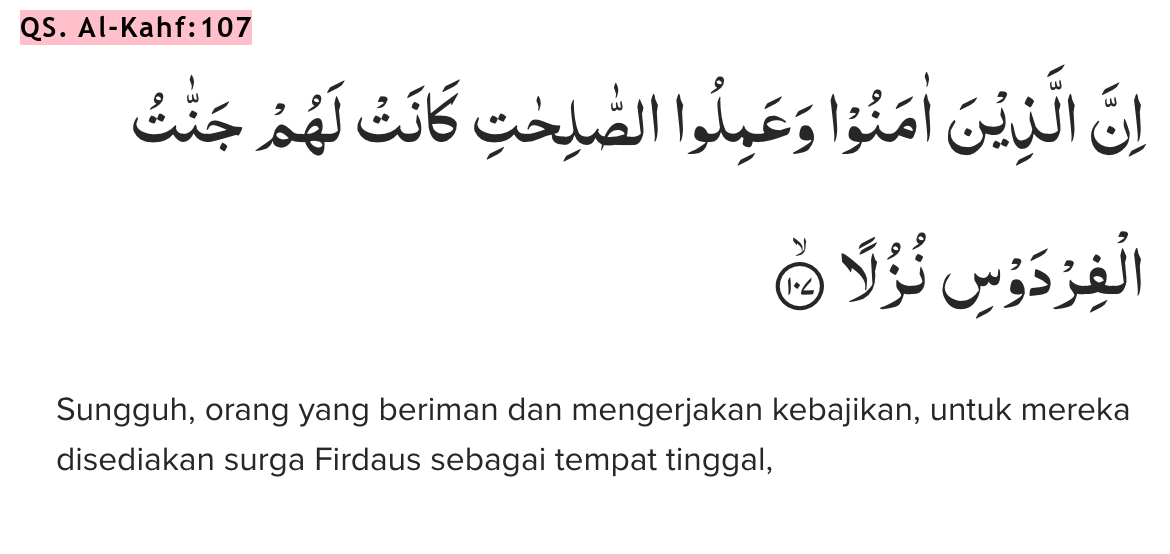 QS. Al-Kahf:107
اِنَّ الَّذِيْنَ اٰمَنُوْا وَعَمِلُوا الصّٰلِحٰتِ كَانَتْ لَهُمْ جَنّٰتُ
الْفِرْدَوْسِ نُزُلًا ۙ ١٠٧
Sungguh, orang yang beriman dan mengerjakan kebajikan, untuk mereka
disediakan surga Firdaus sebagai tempat tinggal,